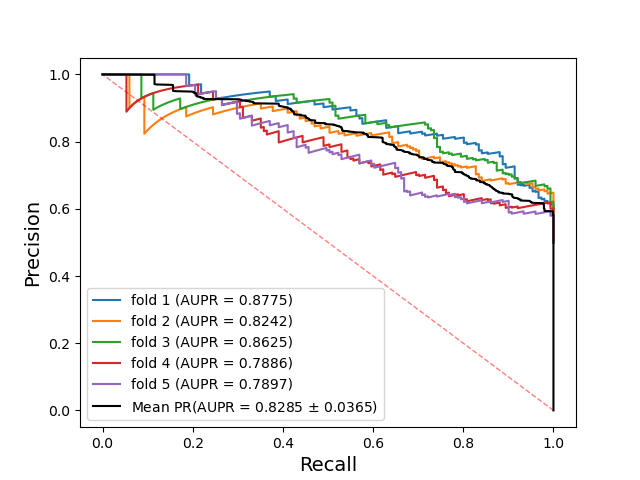 1.0
0.8
0.6
0.4
0.2
0.0
Precision
fold 1 (AUPR = 0.8775)
fold 2 (AUPR = 0.8242)
fold 3 (AUPR = 0.8625)
fold 4 (AUPR = 0.7886)
fold 5 (AUPR = 0.7897)
Mean PR(AUPR = 0.8285 ± 0.0365)
0.0 0.2 0.4 0.6 0.8 1.0
Recall